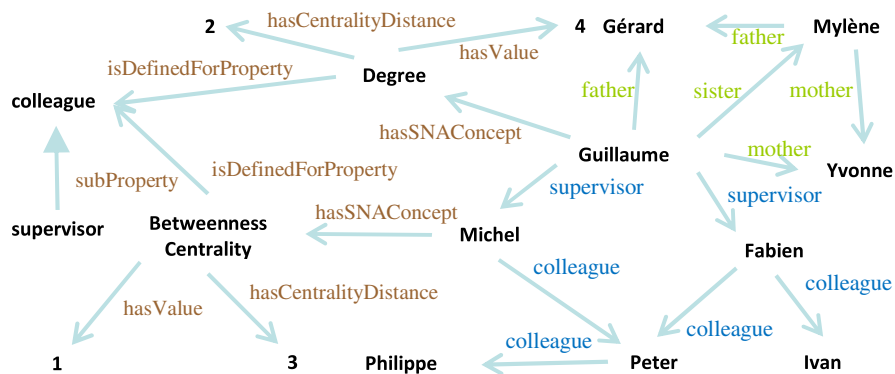 2
hasCentralityDistance
4
Gérard
father
Mylène
hasValue
isDefinedForProperty
Degree
colleague
father
sister
mother
hasSNAConcept
Guillaume
mother
isDefinedForProperty
Yvonne
subProperty
supervisor
supervisor
hasSNAConcept
supervisor
Betweenness
Centrality
Michel
Fabien
colleague
colleague
hasValue
hasCentralityDistance
colleague
colleague
1
3
Philippe
Peter
Ivan